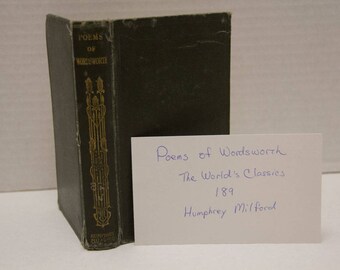 POEMS
OF
WORDSWORTH
Poems of Wordsworth
The World's Classics
189
Humphrey Milford